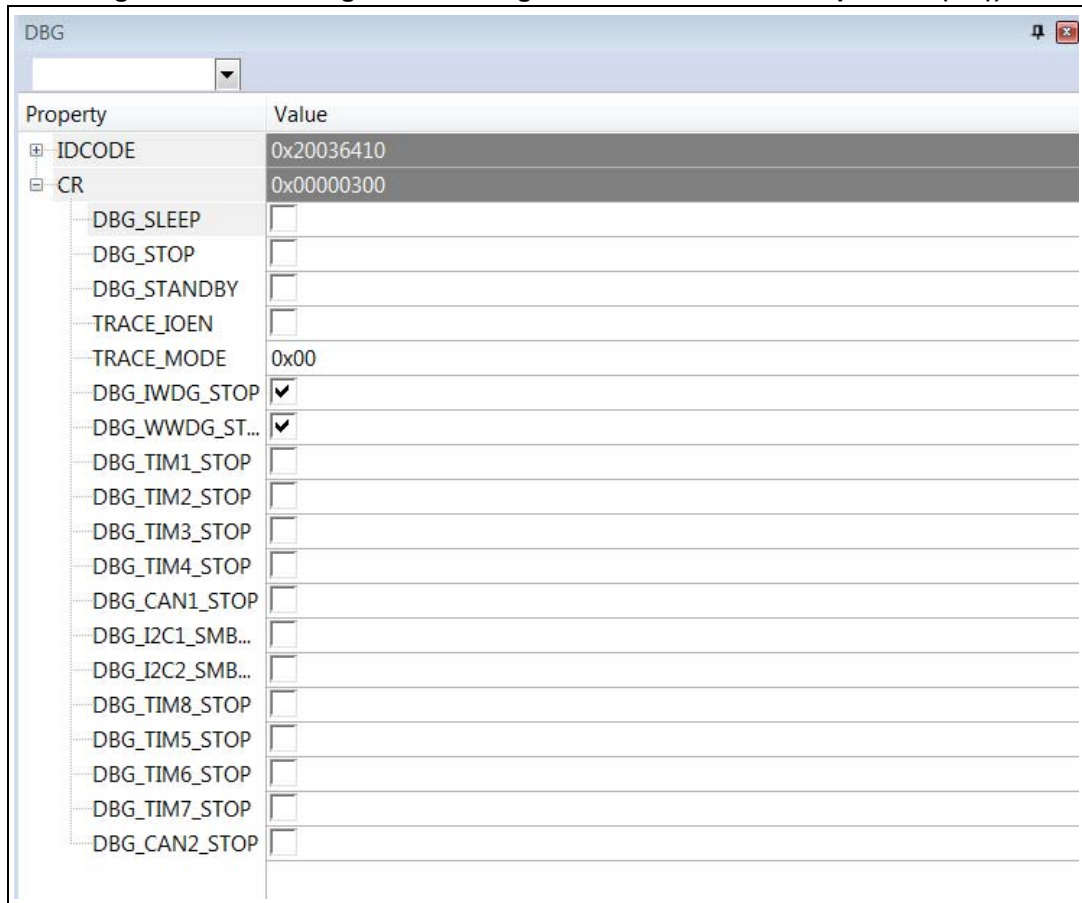 DBG
Property Value
IDCODE 0x20036410
CR 0x00000300
DBG_SLEEP
DBG_STOP
DBG_STANDBY
TRACE_IOEN
TRACE_MODE 0x00
DBG_IWDG_STOP
DBG_WWDG_ST...
DBG_TIM1_STOP
DBG_TIM2_STOP
DBG_TIM3_STOP
DBG_TIM4_STOP
DBG_CAN1_STOP
DBG_I2C1_SMB...
DBG_I2C2_SMB...
DBG_TIM8_STOP
DBG_TIM5_STOP
DBG_TIM6_STOP
DBG_TIM7_STOP
DBG_CAN2_STOP